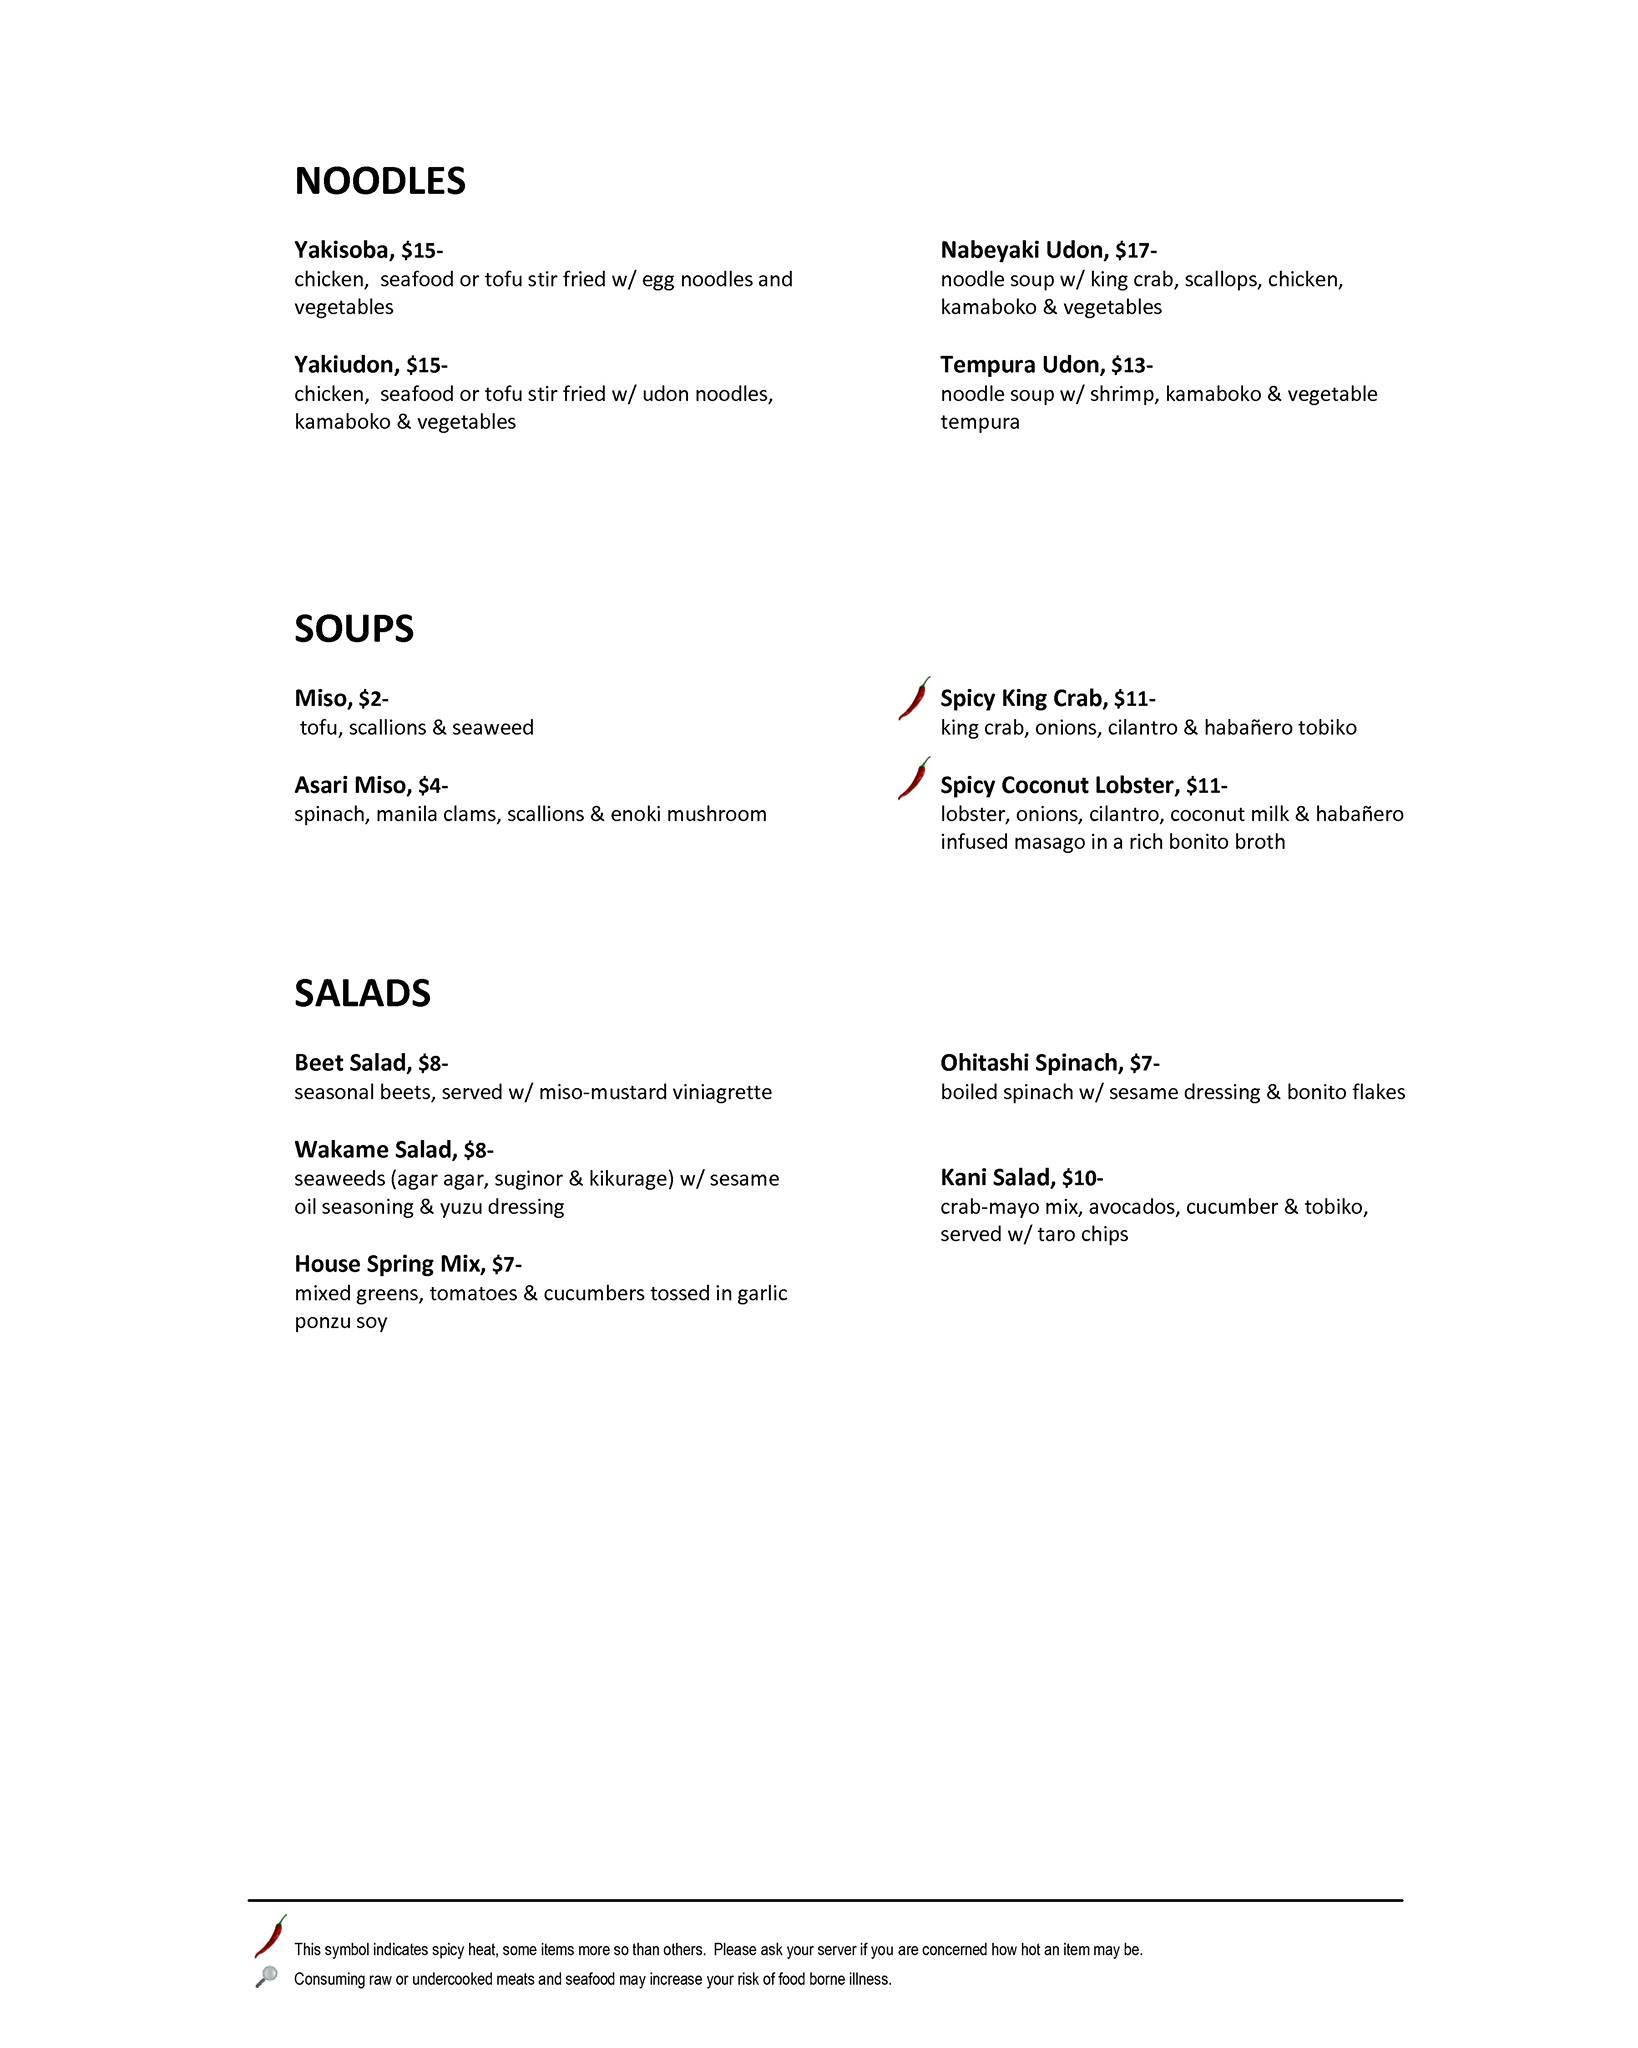 NOODLES
Yakisoba, $15-
chicken,  seafood or tofu stir fried w/ egg noodles and
vegetables
Yakiudon, $15-
chicken,  seafood or tofu stir fried w/ udon noodles,
kamaboko & vegetables
Nabeyaki Udon, $17-
noodle soup w/ king crab, scallops, chicken,
kamaboko & vegetables
Tempura Udon, $13-
noodle soup w/ shrimp, kamaboko & vegetable
tempura
SOUPS
Miso, $2-
tofu, scallions & seaweed
Asari Miso, $4-
spinach, manila clams, scallions & enoki mushroom
Spicy King Crab, $11-
king crab, onions, cilantro & habañero tobiko
Spicy Coconut Lobster, $11-
lobster, onions, cilantro, coconut milk & habañero
infused masago in a rich bonito broth
SALADS
Beet Salad, $8-
seasonal beets, served w/ miso-mustard viniagrette
Wakame Salad, $8-
seaweeds (agar agar, suginor & kikurage) w/ sesame
oil seasoning & yuzu dressing
House Spring Mix, $7-
mixed greens, tomatoes & cucumbers tossed in garlic
ponzu soy
Ohitashi Spinach, $7-
boiled spinach w/ sesame dressing & bonito flakes
Kani Salad, $10-
crab-mayo mix, avocados, cucumber & tobiko,
served w/ taro chips
This symbol indicates spicy heat, some items more so than others.  Please ask your server if you are concerned how hot an item may be.
Consuming raw or undercooked meats and seafood may increase your risk of food borne illness.